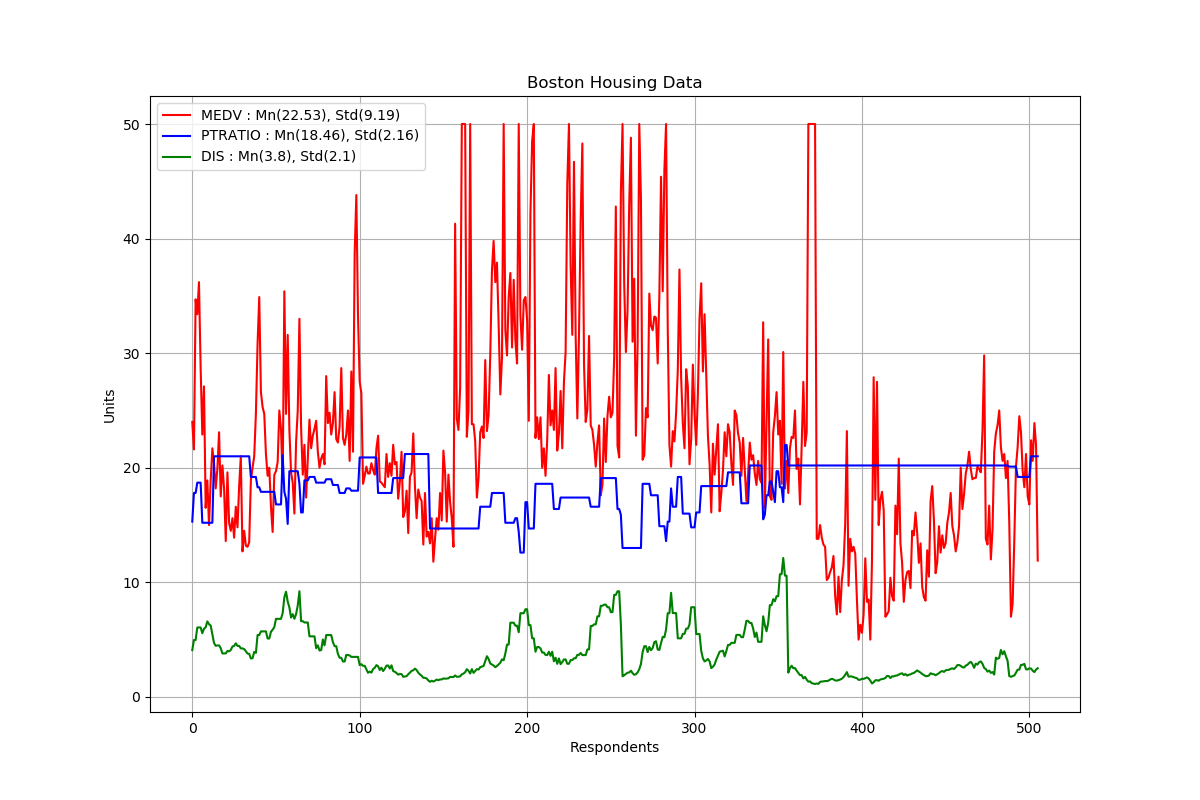 Boston Housing Data
MEDV : Mn(22.53), Std(9.19)
PTRATIO : Mn(18.46), Std(2.16)
DIS : Mn(3.8), Std(2.1)
50
40
30
20
10
0
Units
0 100 200 300 400 500
Respondents